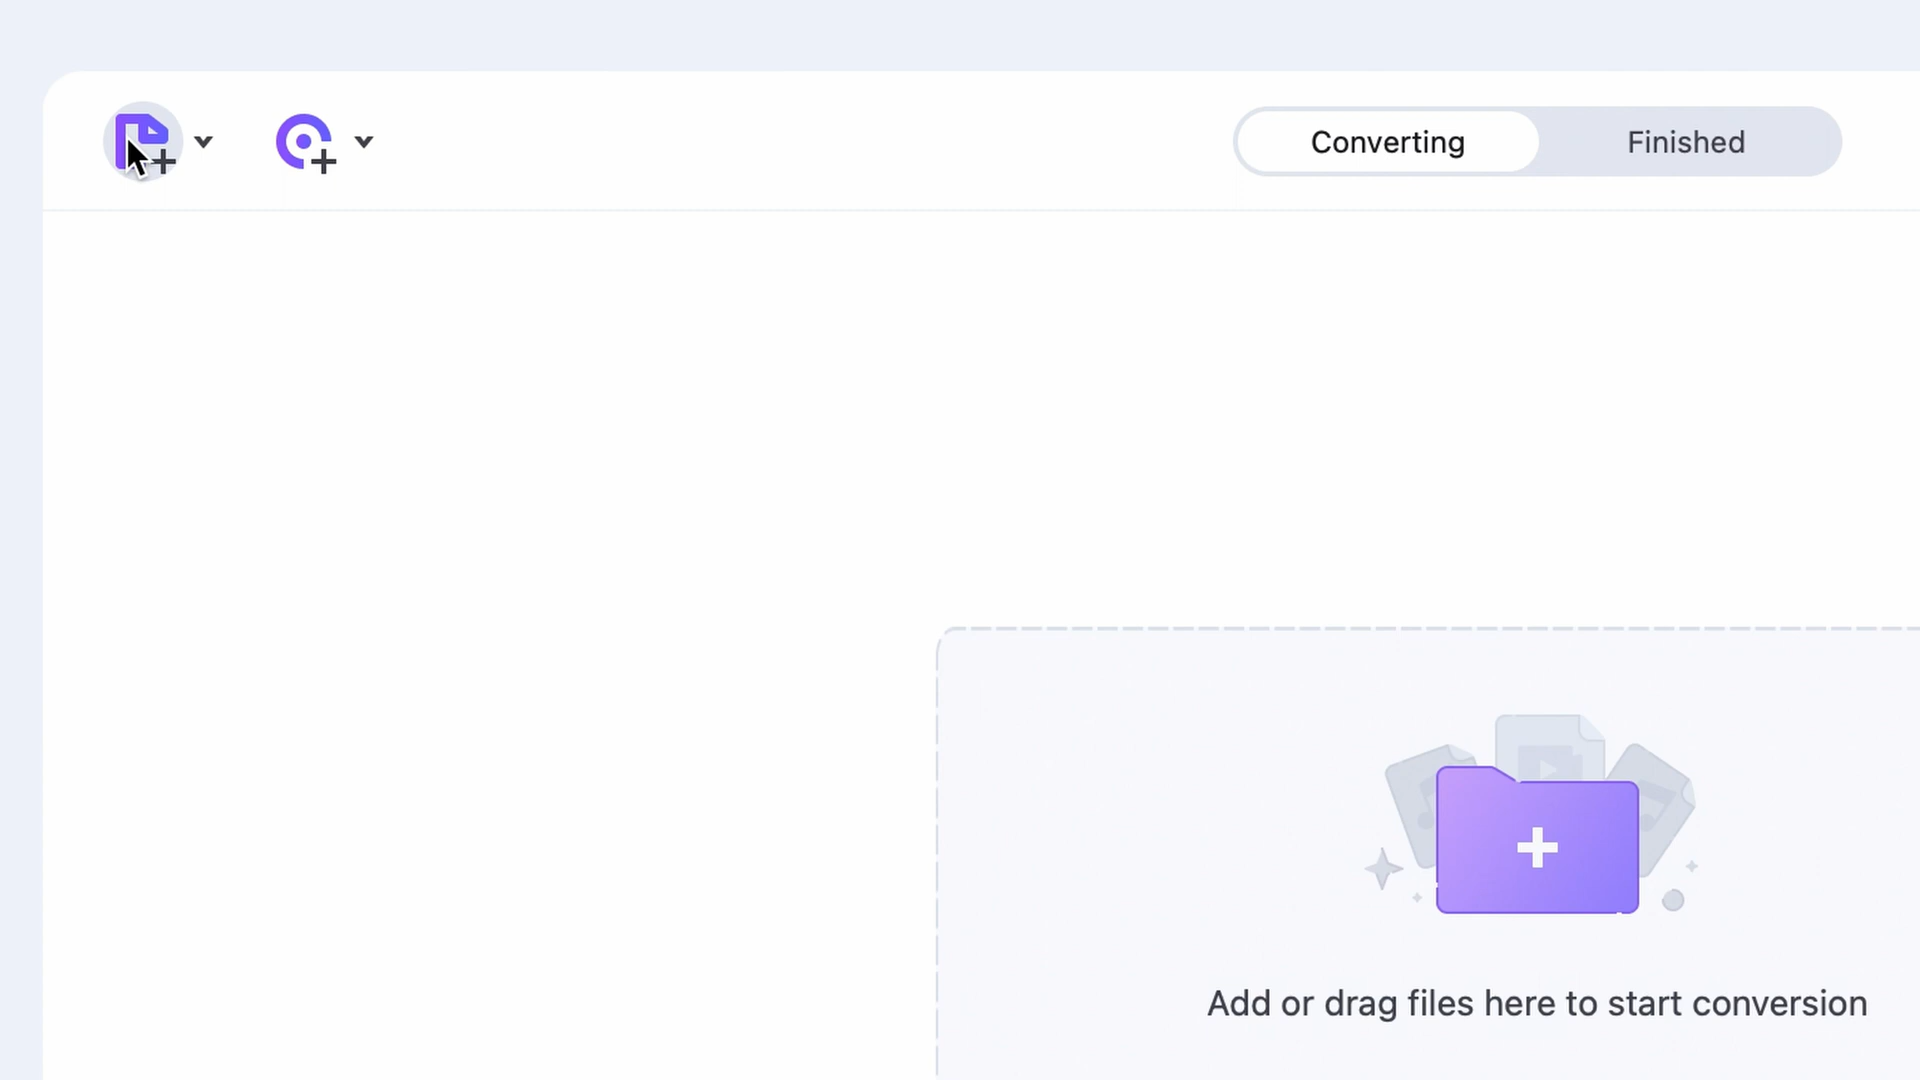 Converting
Finished
Add or drag files here to start conversion